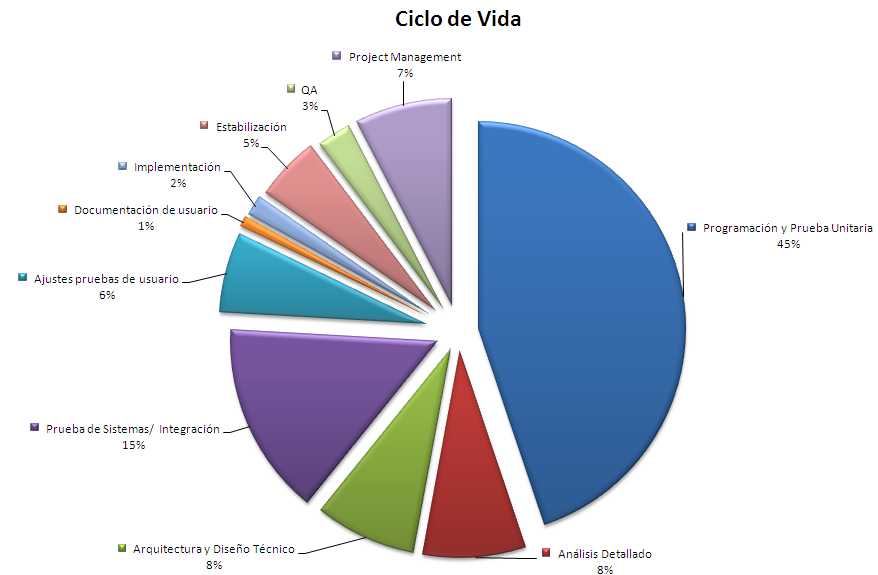 Ciclo de Vida
Project Management
7%
QA
3%
Estabilización
5%
Implementación
2%
Documentación de usuario
1%
Programación y Prueba Unitaria
45%
Ajustes pruebas de usuario
6%
Prueba de Sistemas/ Integración
15%
Arquitectura y Diseño Técnico
8%
Análisis Detallado
8%